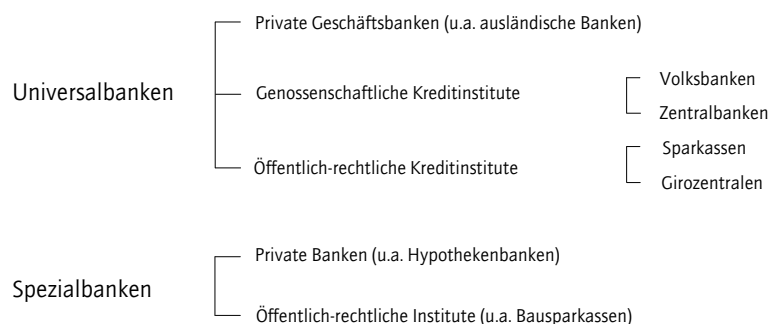 Private Geschäftsbanken (u.a. ausländische Banken)
Volksbanken
Universalbanken
Genossenschaftliche Kreditinstitute
Zentralbanken
Sparkassen
Öffentlich-rechtliche Kreditinstitute
Girozentralen
Private Banken (u.a. Hypothekenbanken)
Spezialbanken
Öffentlich-rechtliche Institute (u.a. Bausparkassen)